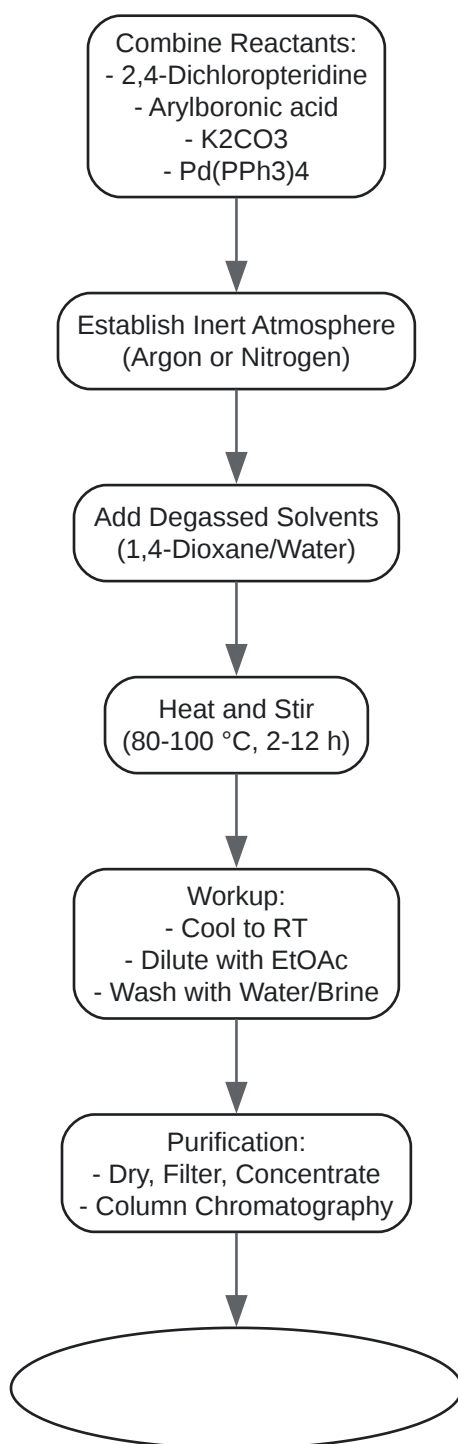 Combine Reactants:
- 2,4-Dichloropteridine
- Arylboronic acid
- K2CO3
- Pd(PPh3)4
Establish Inert Atmosphere
(Argon or Nitrogen)
Add Degassed Solvents
(1,4-Dioxane/Water)
Heat and Stir
(80-100 °C, 2-12 h)
Workup:
- Cool to RT
- Dilute with EtOAc
- Wash with Water/Brine
Purification:
- Dry, Filter, Concentrate
- Column Chromatography